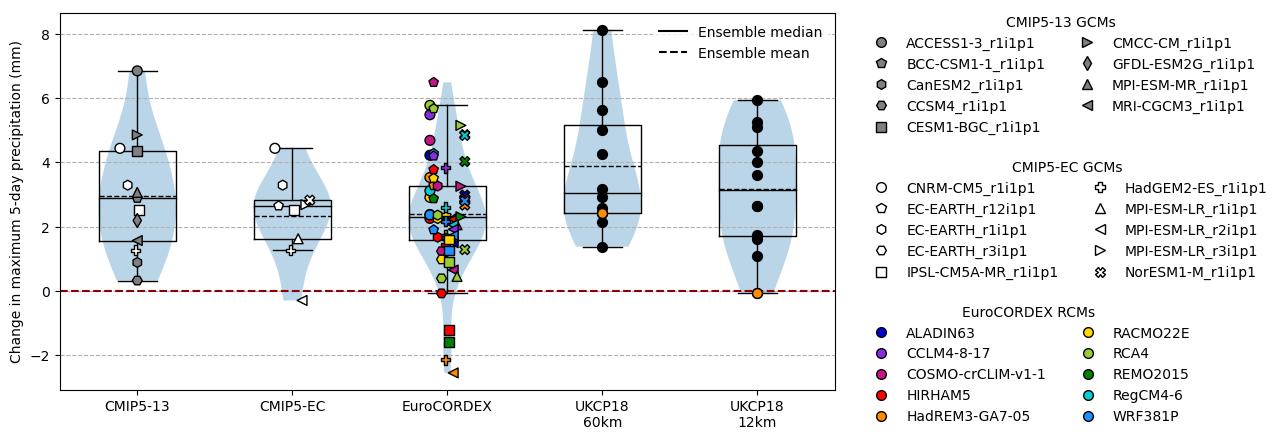 Change in maximum 5-day precipitation (mm)
8
6
4
2
0
−2
Ensemble median
Ensemble mean
CMIP5-13
CMIP5-EC
EuroCORDEX
UKCP18
60km
UKCP18
12km
CMIP5-13 GCMs
ACCESS1-3_r1i1p1
BCC-CSM1-1_r1i1p1
CanESM2_r1i1p1
CCSM4_r1i1p1
CESM1-BGC_r1i1p1
CMCC-CM_r1i1p1
GFDL-ESM2G_r1i1p1
MPI-ESM-MR_r1i1p1
MRI-CGCM3_r1i1p1
CMIP5-EC GCMs
CNRM-CM5_r1i1p1
EC-EARTH_r12i1p1
EC-EARTH_r1i1p1
EC-EARTH_r3i1p1
IPSL-CM5A-MR_r1i1p1
HadGEM2-ES_r1i1p1
MPI-ESM-LR_r1i1p1
MPI-ESM-LR_r2i1p1
MPI-ESM-LR_r3i1p1
NorESM1-M_r1i1p1
EuroCORDEX RCMs
ALADIN63
CCLM4-8-17
COSMO-crCLIM-v1-1
HIRHAM5
HadREM3-GA7-05
RACMO22E
RCA4
REMO2015
RegCM4-6
WRF381P